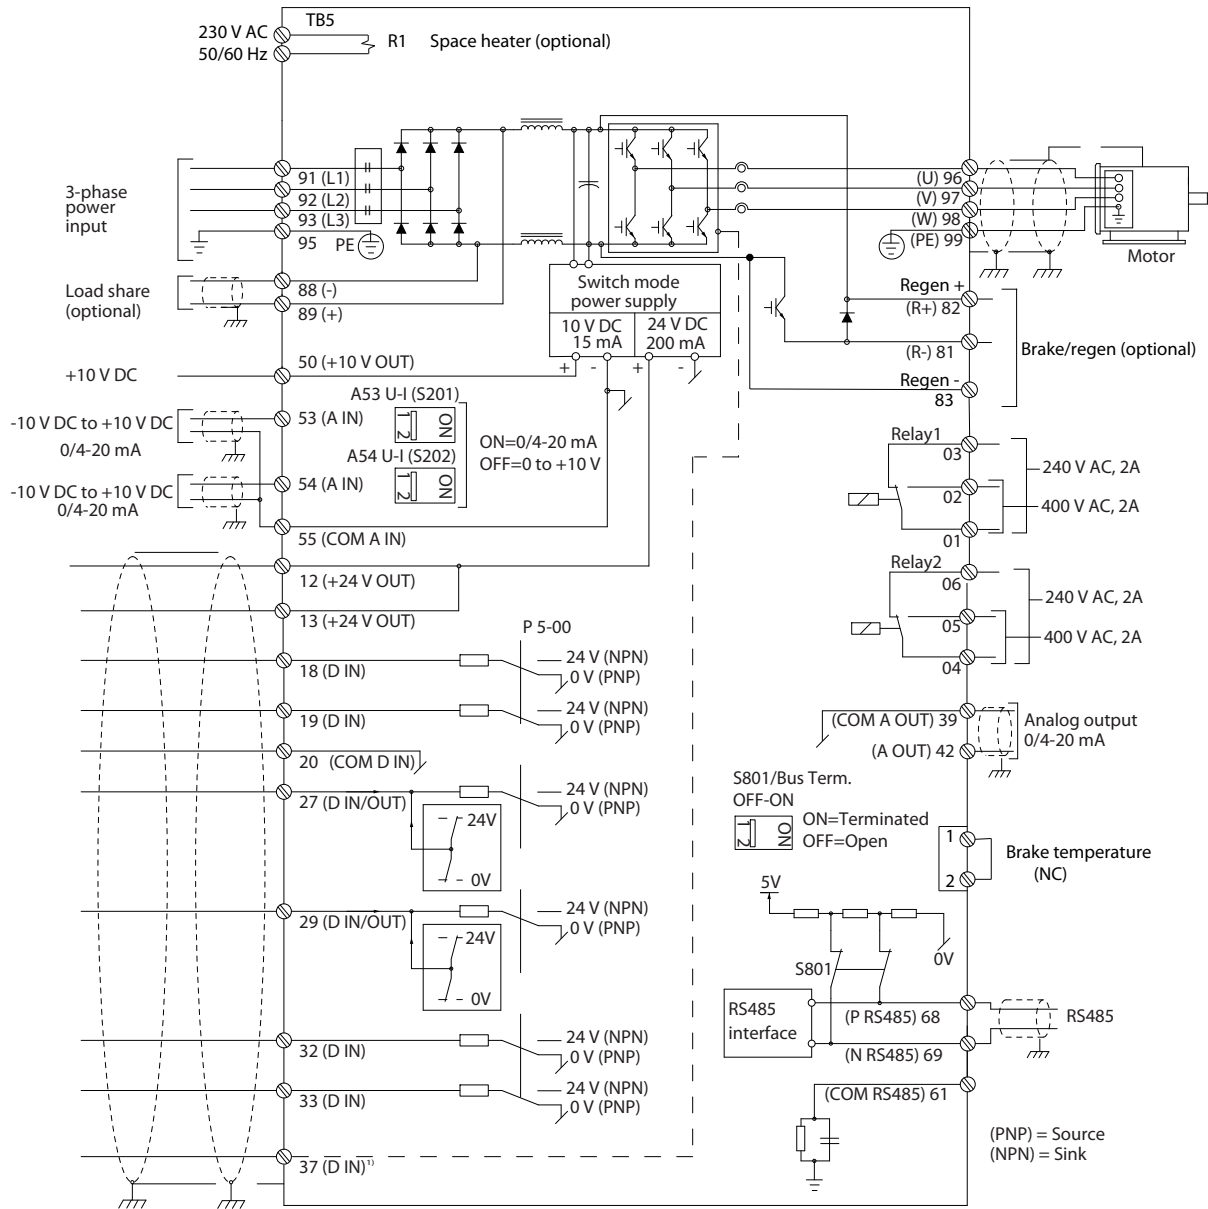 TB5
230 V AC
50/60 Hz
R1
Space heater (optional)
3-phase
power
input
91 (L1)
92 (L2)
93 (L3)
95
PE
(U) 96
(V) 97
(W) 98
(PE) 99
Motor
Load share
(optional)
88 (-)
89 (+)
Switch mode
power supply
10 V DC
15 mA
24 V DC
200 mA
+
-
+
-
Regen +
(R+) 82
(R-) 81
Regen -
83
Brake/regen (optional)
+10 V DC
50 (+10 V OUT)
-10 V DC to +10 V DC
0/4-20 mA
53 (A IN)
A53 U-I (S201)
1 2
ON
A54 U-I (S202)
1 2
ON
ON=0/4-20 mA
OFF=0 to +10 V
-10 V DC to +10 V DC
0/4-20 mA
54 (A IN)
55 (COM A IN)
Relay1
03
02
01
240 V AC, 2A
400 V AC, 2A
Relay2
06
05
04
240 V AC, 2A
400 V AC, 2A
12 (+24 V OUT)
13 (+24 V OUT)
P 5-00
18 (D IN)
24 V (NPN)
0 V (PNP)
19 (D IN)
24 V (NPN)
0 V (PNP)
20 (COM D IN)
27 (D IN/OUT)
24 V (NPN)
0 V (PNP)
24V
0V
29 (D IN/OUT)
24 V (NPN)
0 V (PNP)
24V
0V
32 (D IN)
24 V (NPN)
0 V (PNP)
33 (D IN)
24 V (NPN)
0 V (PNP)
37 (D IN)¹⁾
(COM A OUT) 39
(A OUT) 42
Analog output
0/4-20 mA
S801/Bus Term.
OFF-ON
1 2
ON
ON=Terminated
OFF=Open
1
2
Brake temperature
(NC)
5V
S801
0V
RS485
interface
(P RS485) 68
(N RS485) 69
RS485
(COM RS485) 61
(PNP) = Source
(NPN) = Sink